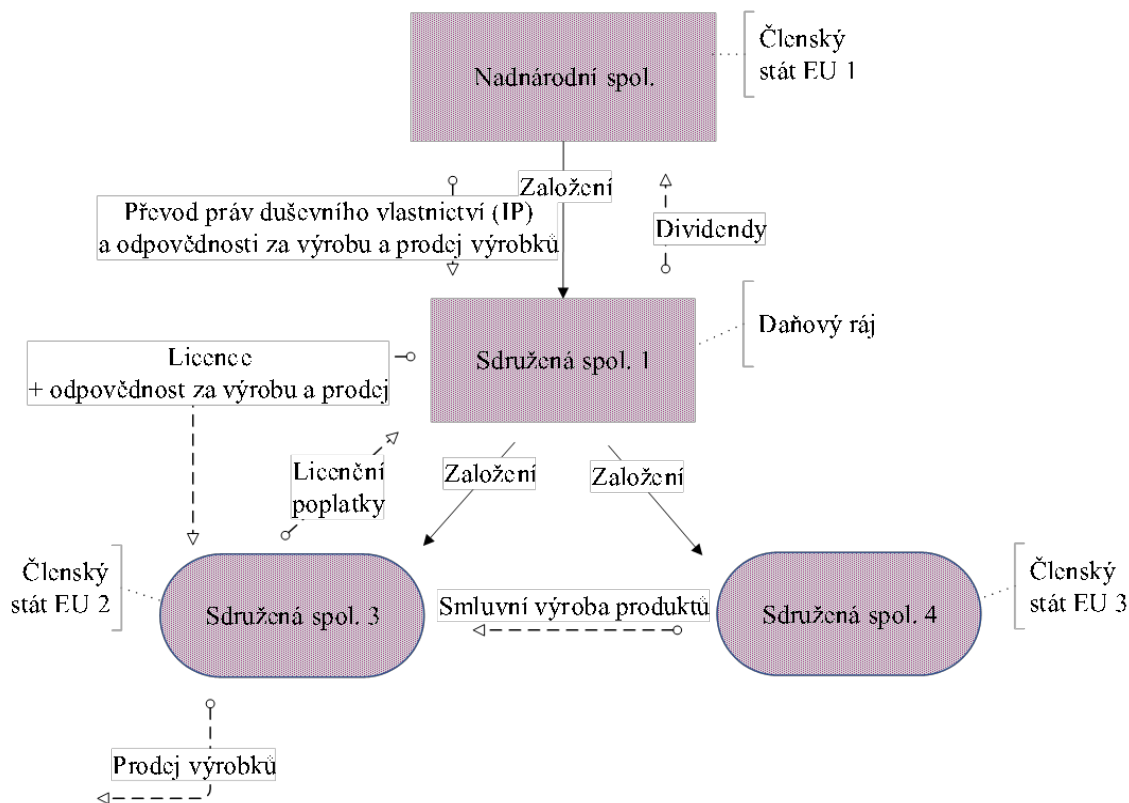 Nadnárodní spol.
Členský
stát EU 1
Založení
Převod práv duševního vlastnictví (IP)
a odpovědnosti za výrobu a prodej výrobků
Dividendy
Daňový ráj
Sdružená spol. 1
Licence
+ odpovědnost za výrobu a prodej
Licenční
poplatky
Založení
Založení
Členský
stát EU 2
Sdružená spol. 3
Smluvní výroba produktů
Sdružená spol. 4
Členský
stát EU 3
Prodej výrobků